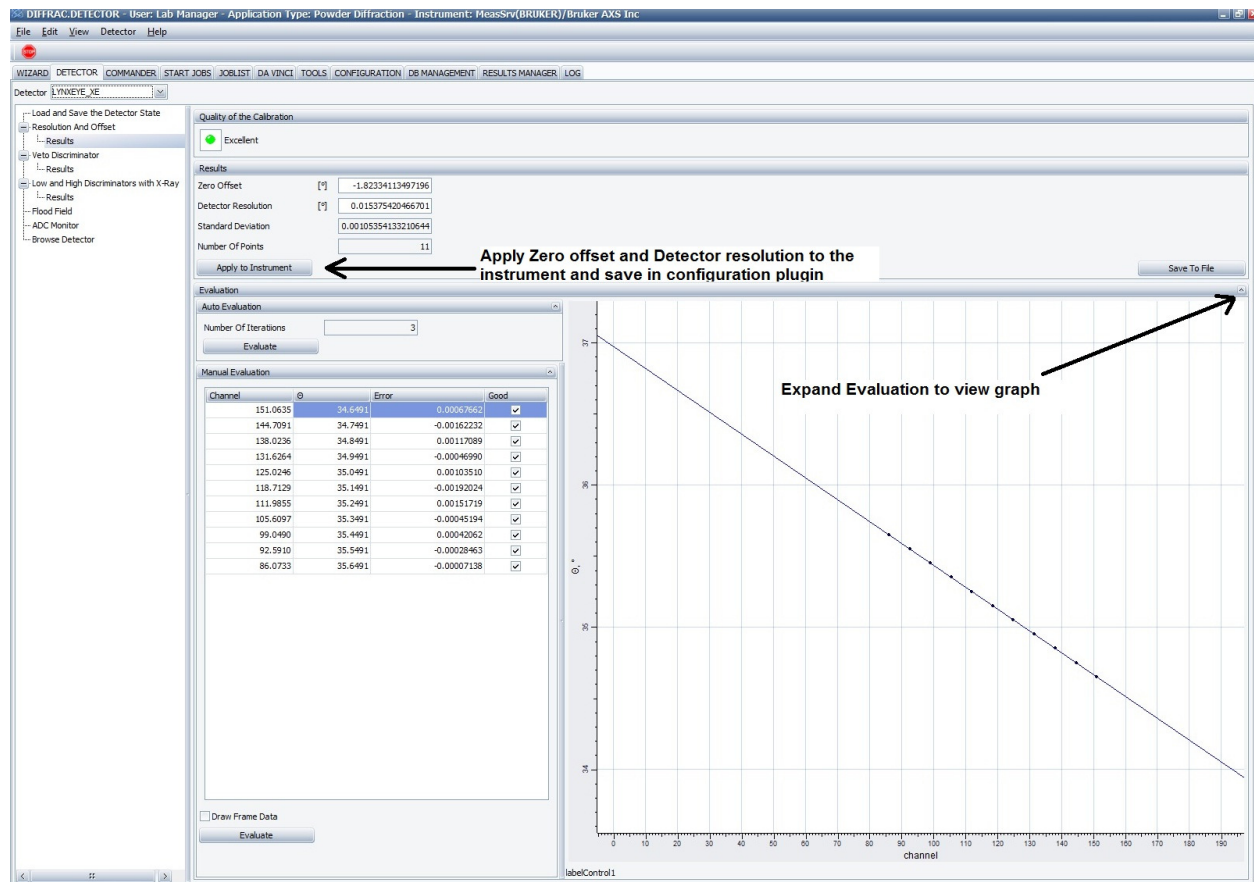 DIFFRAC.DETECTOR - User: Lab Manager - Application Type: Powder Diffraction - Instrument: MeasSrv(BRUKER)/Bruker AXS Inc
File Edit View Detector Help
STOP
WIZARD DETECTOR COMMANDER START JOBS JOBLIST DA VINCI TOOLS CONFIGURATION DB MANAGEMENT RESULTS MANAGER LOG
Detector LYNXEYE_XE
Load and Save the Detector State
Resolution And Offset
Results
Veto Discriminator
Results
Low and High Discriminators with X-Ray
Results
Flood Field
ADC Monitor
Browse Detector
Quality of the Calibration
Excellent
Results
Zero Offset [°] -1.82334113497196
Detector Resolution [°] 0.015375420466701
Standard Deviation 0.00105354133210644
Number Of Points 11
Apply to Instrument
Apply Zero offset and Detector resolution to the
instrument and save in configuration plugin
Save To File
Evaluation
Auto Evaluation
Number Of Iterations 3
Evaluate
Manual Evaluation
Channel Θ Error Good
151.0635 34.6491 0.00067662
144.7091 34.7491 -0.00162232
138.0236 34.8491 0.00117089
131.6264 34.9491 -0.00046990
125.0246 35.0491 0.00103510
118.7129 35.1491 -0.00192024
111.9855 35.2491 0.00151719
105.6097 35.3491 -0.00045194
99.0490 35.4491 0.00042062
92.5910 35.5491 -0.00028463
86.0733 35.6491 -0.00007138
Draw Frame Data
Evaluate
Expand Evaluation to view graph
37
36
35
34
Θ, °
0 10 20 30 40 50 60 70 80 90 100 110 120 130 140 150 160 170 180 190
channel
labelControl1